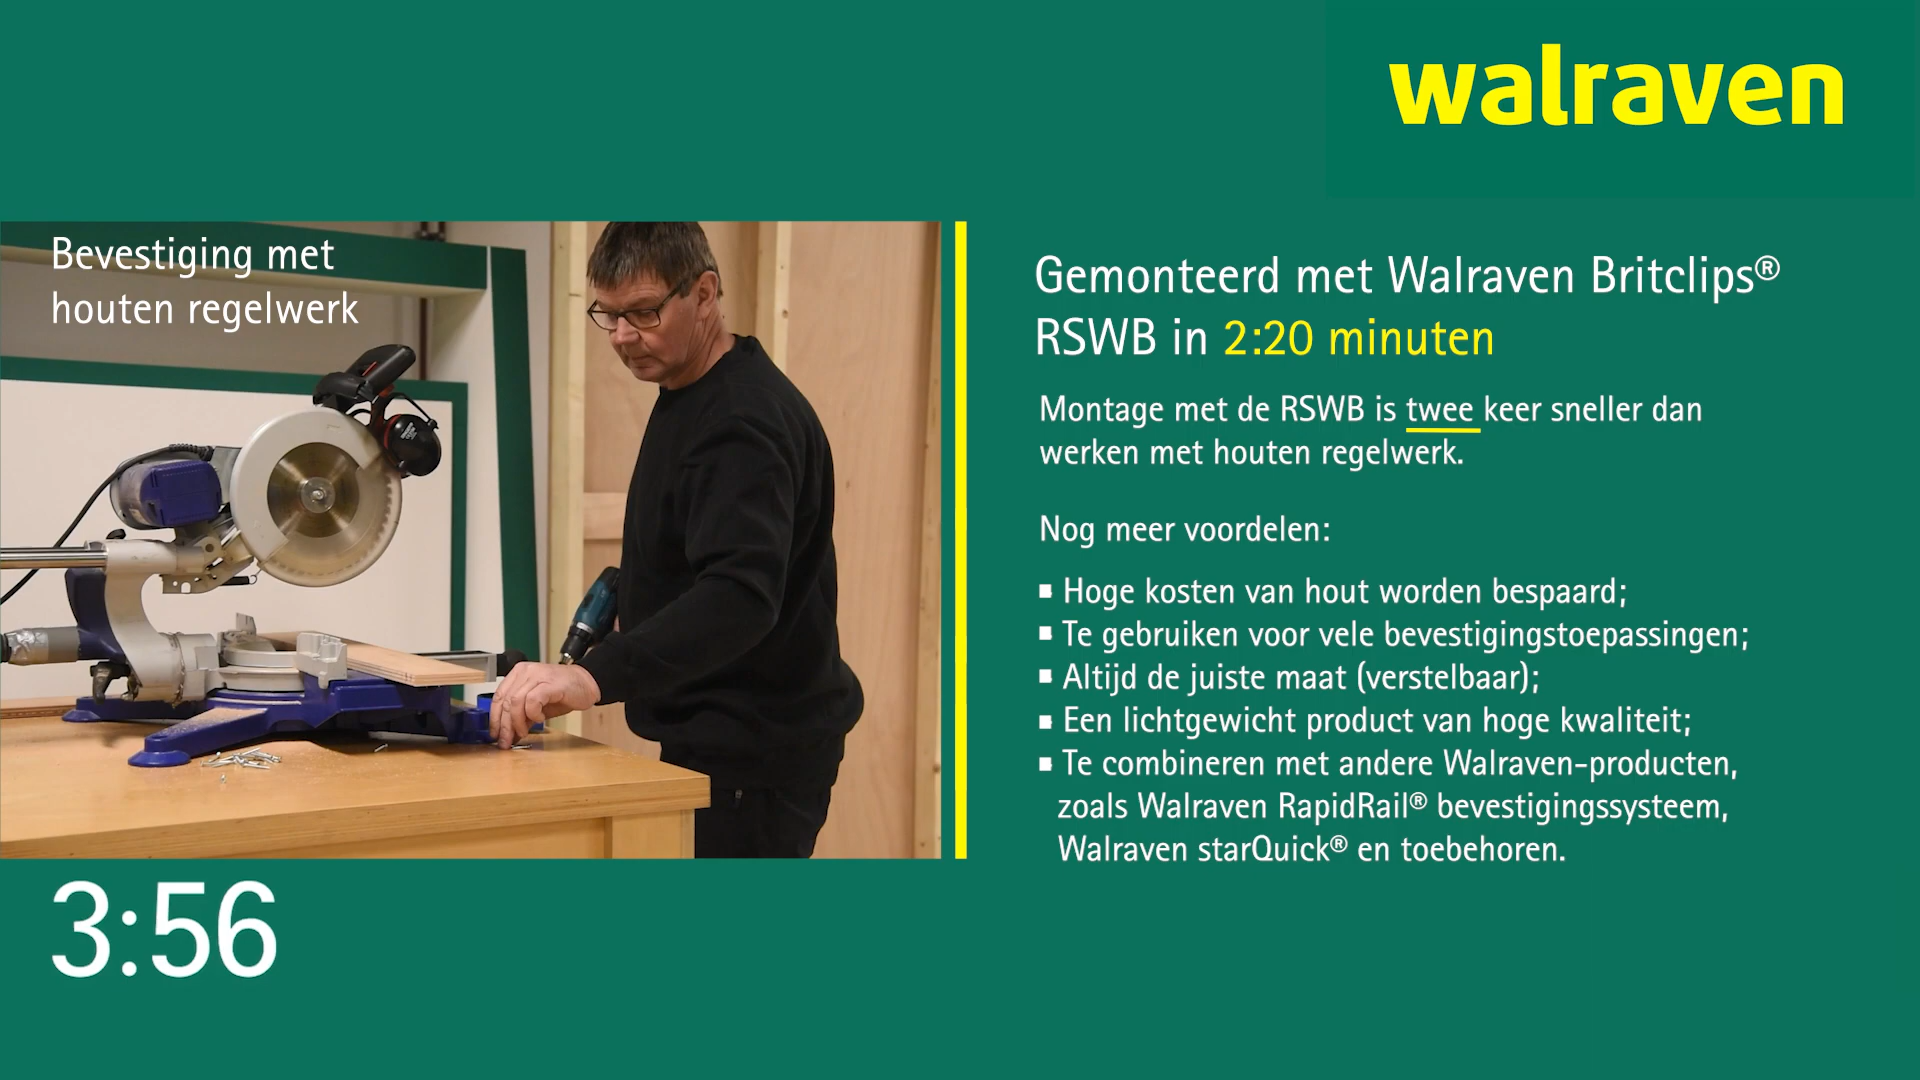 walraven
Bevestiging met
houten regelwerk
3:56
Gemonteerd met Walraven Britclips®
RSWB in 2:20 minuten
Montage met de RSWB is twee keer sneller dan
werken met houten regelwerk.
Nog meer voordelen:
▪ Hoge kosten van hout worden bespaard;
▪ Te gebruiken voor vele bevestigingstoepassingen;
▪ Altijd de juiste maat (verstelbaar);
▪ Een lichtgewicht product van hoge kwaliteit;
▪ Te combineren met andere Walraven-producten,
zoals Walraven RapidRail® bevestigingssysteem,
Walraven starQuick® en toebehoren.